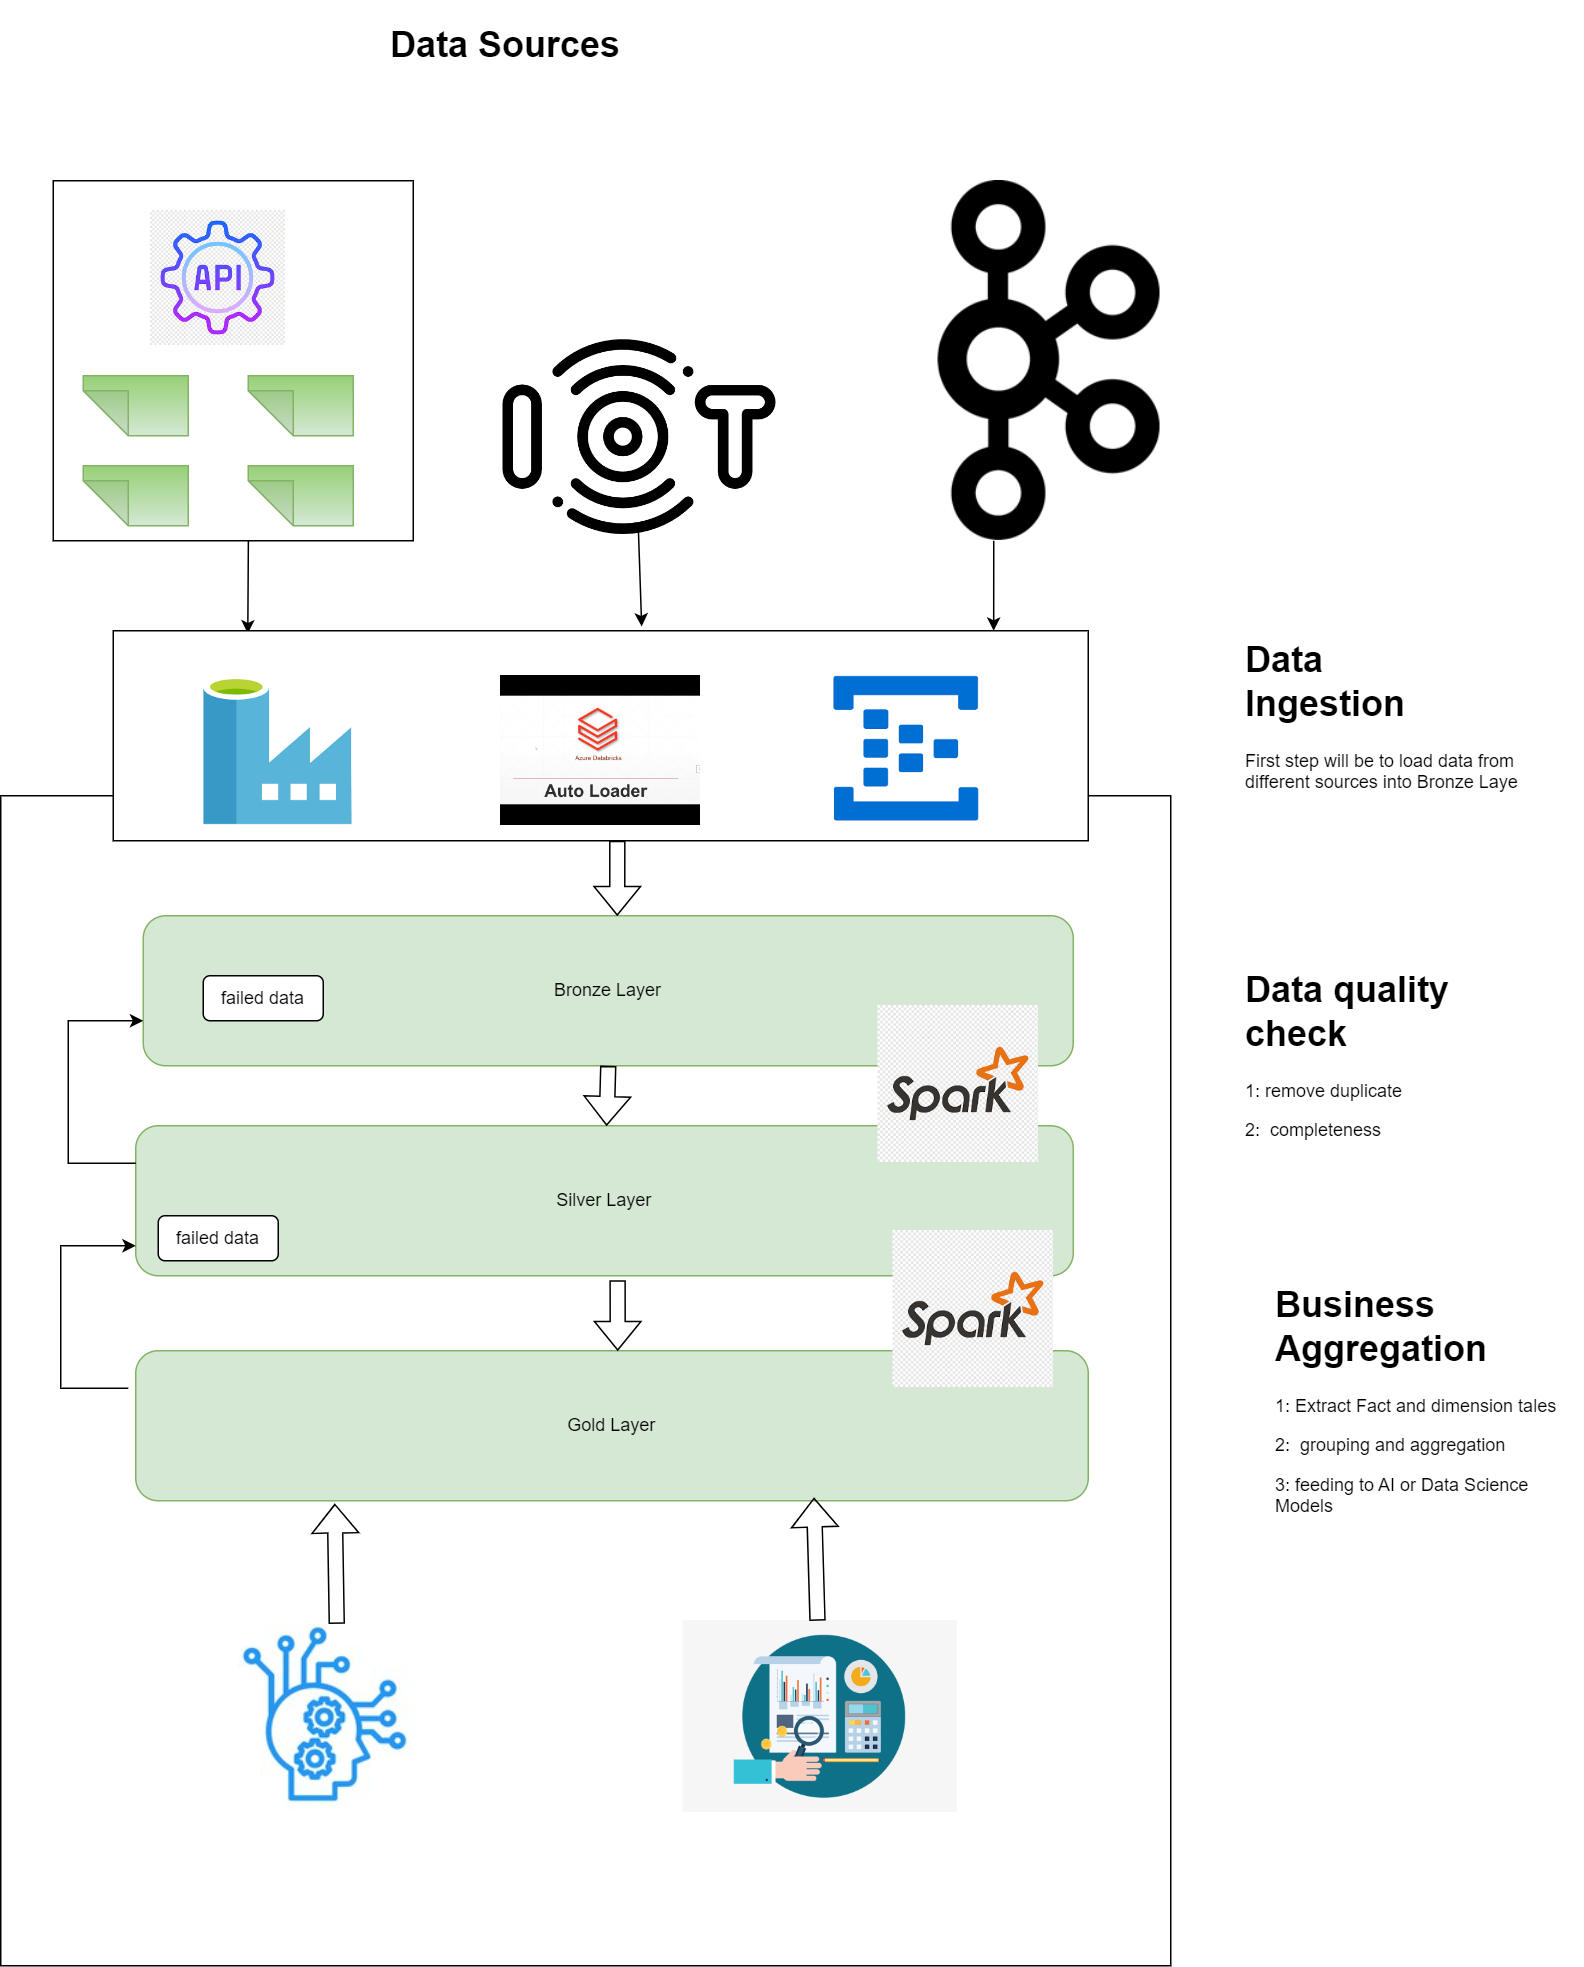 Data Sources
API
IOT
Data
Ingestion
First step will be to load data from
different sources into Bronze Laye
Azure Databricks
Auto Loader
Bronze Layer
failed data
Spark
Data quality
check
1: remove duplicate
2:  completeness
Silver Layer
failed data
Spark
Business
Aggregation
1: Extract Fact and dimension tales
2:  grouping and aggregation
3: feeding to AI or Data Science
Models
Gold Layer